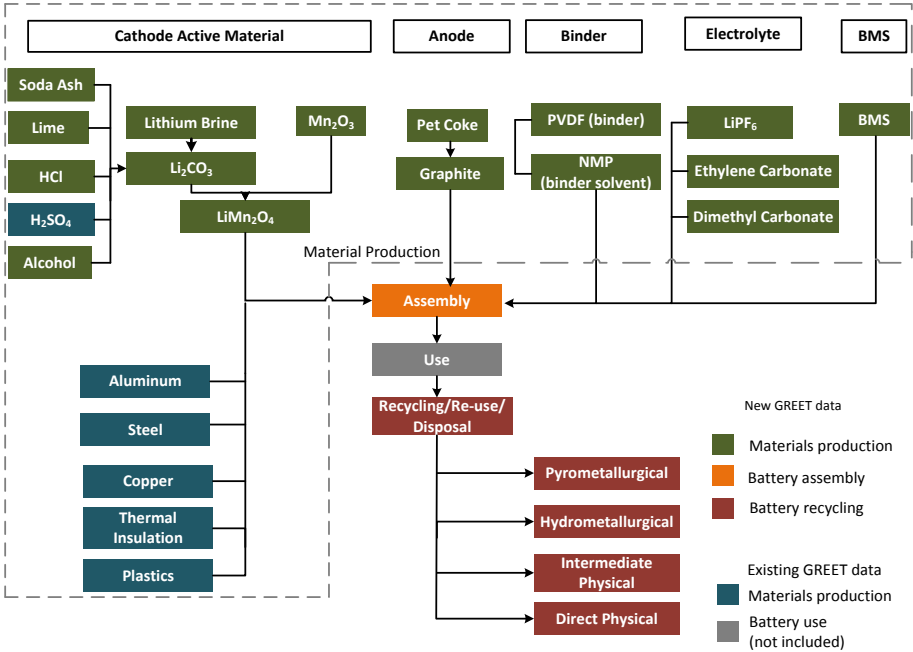 Cathode Active Material
Anode
Binder
Electrolyte
BMS
Soda Ash
Lime
HCl
H₂SO₄
Alcohol
Lithium Brine
Mn₂O₃
Li₂CO₃
LiMn₂O₄
Pet Coke
Graphite
PVDF (binder)
NMP
(binder solvent)
LiPF₆
Ethylene Carbonate
Dimethyl Carbonate
BMS
Material Production
Assembly
Use
Recycling/Re-use/
Disposal
Aluminum
Steel
Copper
Thermal
Insulation
Plastics
Pyrometallurgical
Hydrometallurgical
Intermediate
Physical
Direct Physical
New GREET data
Materials production
Battery assembly
Battery recycling
Existing GREET data
Materials production
Battery use
(not included)